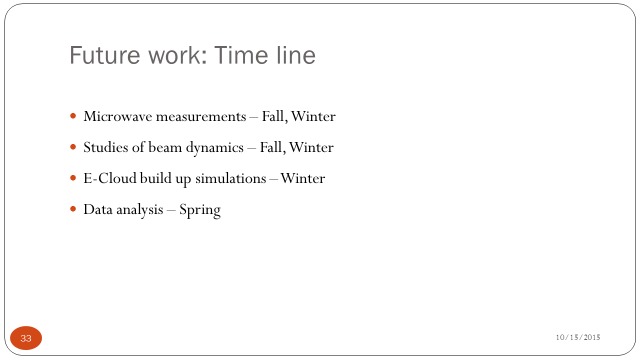 Future work: Time line
• Microwave measurements – Fall, Winter
• Studies of beam dynamics – Fall, Winter
• E-Cloud build up simulations – Winter
• Data analysis – Spring
33
10/15/2015